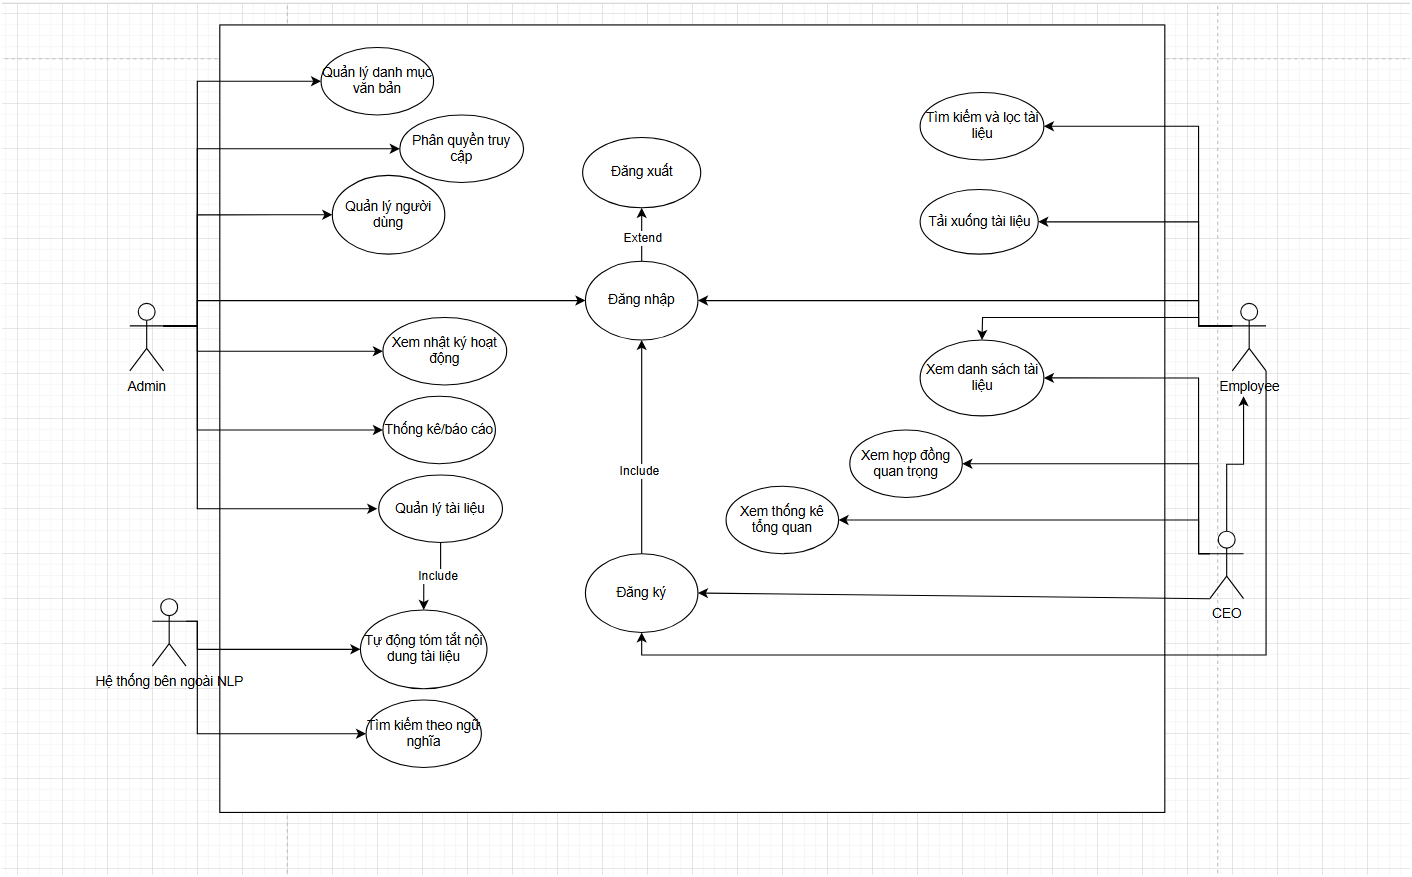 Quản lý danh mục
văn bản
Phân quyền truy
cập
Quản lý người
dùng
Đăng xuất
Extend
Đăng nhập
Tìm kiếm và lọc tài
liệu
Tải xuống tài liệu
Admin
Xem nhật ký hoạt
động
Thống kê/báo cáo
Quản lý tài liệu
Include
Xem danh sách tài
liệu
Employee
Xem hợp đồng
quan trọng
Include
Xem thống kê
tổng quan
Đăng ký
CEO
Tự động tóm tắt nội
dung tài liệu
Hệ thống bên ngoài NLP
Tìm kiếm theo ngữ
nghĩa